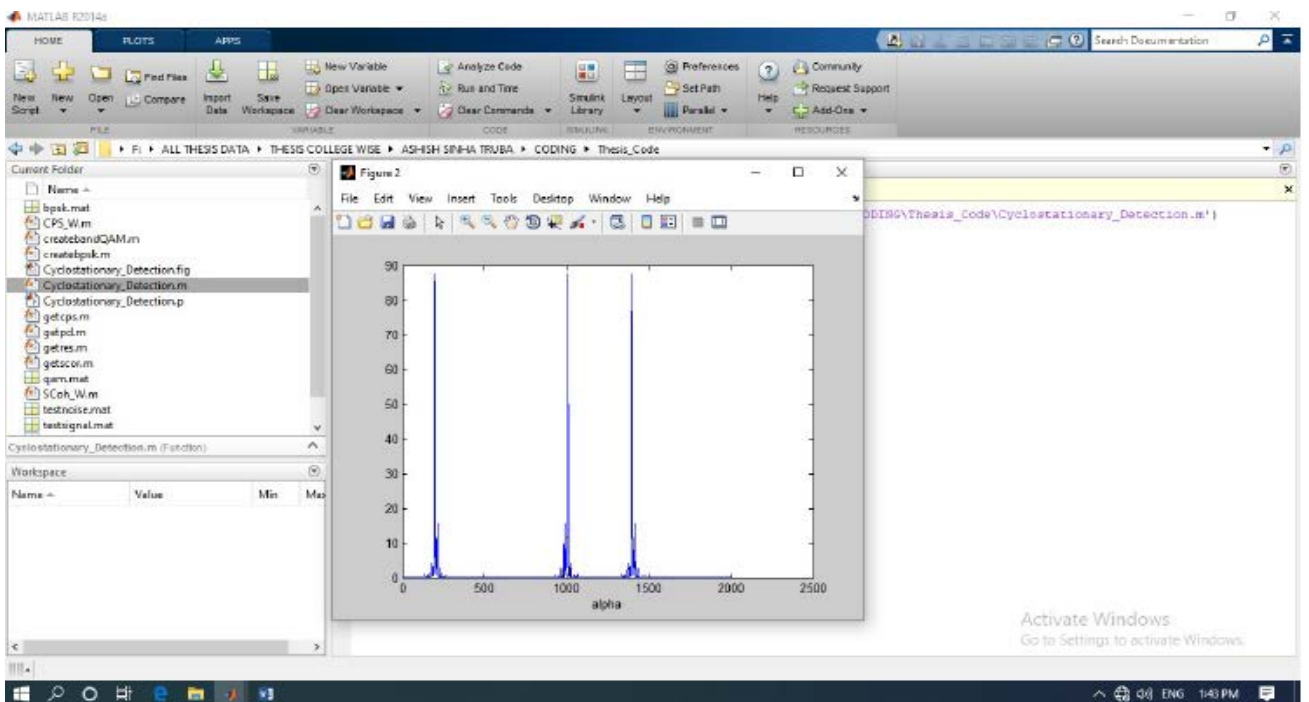 MATLAB R2014a
HOME PLOTS APPS Search Documentation
New Script New Open Find Files Compare Import Data Save Workspace New Variable Open Variable Clear Workspace Analyze Code Run and Time Clear Commands Simulink Library Layout Preferences Set Path Parallel Help Community Request Support Add-Ons
FILE VARIABLE CODE SIMULINK ENVIRONMENT RESOURCES
F: ALL THESIS DATA THESIS COLLEGE WISE ASHISH SINHA TRUBA CODING Thesis_Code
Current Folder
Name
bpsk.mat
CPS_W.m
createbandQAM.m
createbpsk.m
Cyclostationary_Detection.fig
Cyclostationary_Detection.m
Cyclostationary_Detection.p
getcps.m
getpd.m
getres.m
getscor.m
qam.mat
SCoh_W.m
testnoise.mat
testsignal.mat
Cyclostationary_Detection.m (Function)
Workspace
Name Value Min Max
Figure 2
File Edit View Insert Tools Desktop Window Help
ODING\Thesis_Code\Cyclostationary_Detection.m')
90
80
70
60
50
40
30
20
10
0
0 500 1000 1500 2000 2500
alpha
Activate Windows
Go to Settings to activate Windows.
ENG 1:43 PM